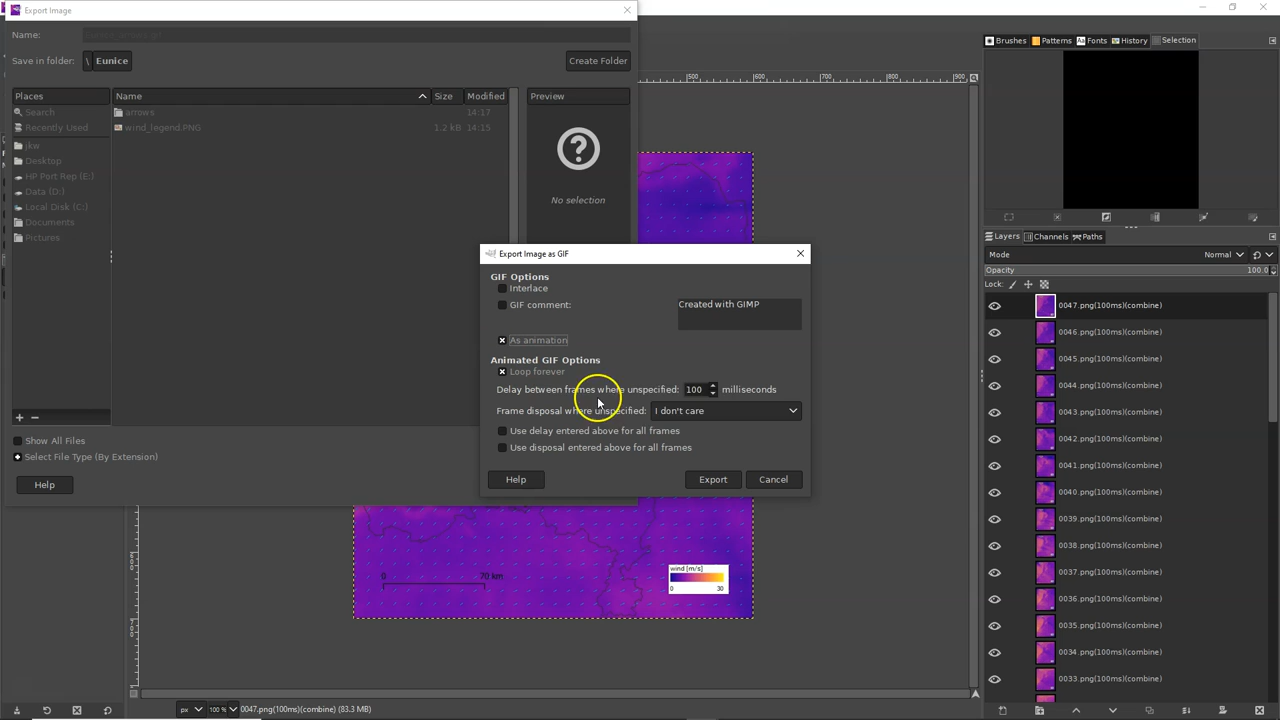 Export Image
Name:
Save in folder: \ Eunice Create Folder
Places
Search
Recently Used
jkw
Desktop
HP Port Rep (E:)
Data (D:)
Local Disk (C:)
Documents
Pictures
Name Size Modified
arrows 14:17
wind_legend.PNG 1.2 kB 14:15
Preview
No selection
Show All Files
Select File Type (By Extension)
Help
Export Image as GIF
GIF Options
Interlace
GIF comment: Created with GIMP
As animation
Animated GIF Options
Loop forever
Delay between frames where unspecified: 100 milliseconds
Frame disposal where unspecified: I don't care
Use delay entered above for all frames
Use disposal entered above for all frames
Help Export Cancel
500 600 700 800 900
0 70 km
wind [m/s]
0 30
px 100 % 0047.png(100ms)(combine) (83.3 MB)
Brushes Patterns Fonts History Selection
Layers Channels Paths
Mode Normal
Opacity 100.0
Lock:
0047.png(100ms)(combine)
0046.png(100ms)(combine)
0045.png(100ms)(combine)
0044.png(100ms)(combine)
0043.png(100ms)(combine)
0042.png(100ms)(combine)
0041.png(100ms)(combine)
0040.png(100ms)(combine)
0039.png(100ms)(combine)
0038.png(100ms)(combine)
0037.png(100ms)(combine)
0036.png(100ms)(combine)
0035.png(100ms)(combine)
0034.png(100ms)(combine)
0033.png(100ms)(combine)